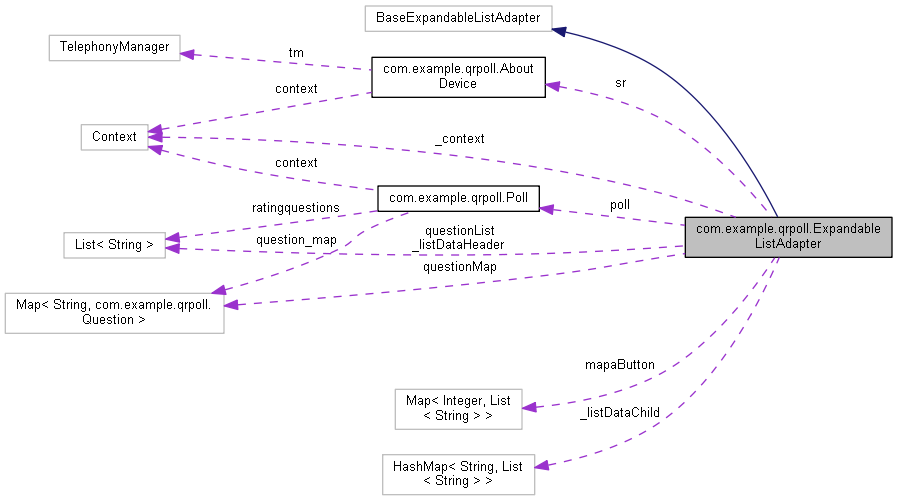 BaseExpandableListAdapter
TelephonyManager
tm
com.example.qrpoll.About
Device
sr
context
Context
_context
context
com.example.qrpoll.Poll
poll
ratingquestions
com.example.qrpoll.Expandable
ListAdapter
List< String >
question_map
questionList
_listDataHeader
questionMap
Map< String, com.example.qrpoll.
Question >
mapaButton
Map< Integer, List
< String > >
_listDataChild
HashMap< String, List
< String > >